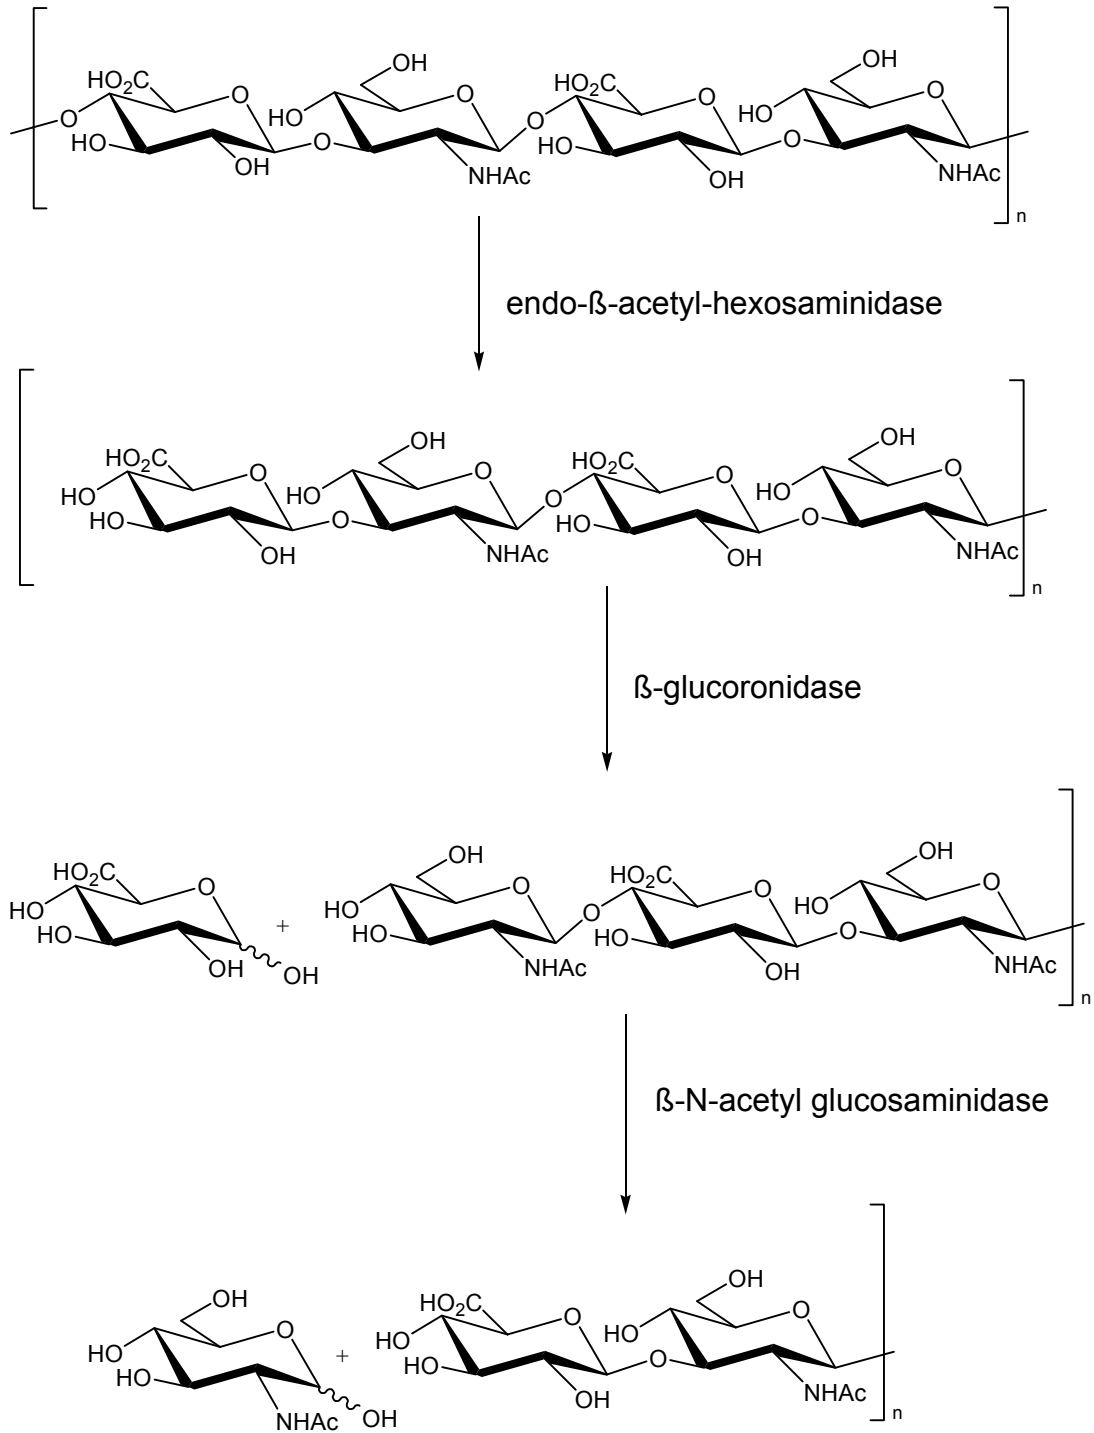 OH OH
HO2C O O HO2C O O
O HO O HO
HO O O HO O
OH NHAc OH NHAc
n
endo-ß-acetyl-hexosaminidase
OH OH
HO2C O O HO2C O O
HO HO O HO
HO O HO O
OH NHAc OH NHAc
n
ß-glucoronidase
OH OH
HO2C O O HO2C O O
HO HO O HO
HO + HO HO O
OH OH NHAc OH NHAc
n
ß-N-acetyl glucosaminidase
OH OH
O HO2C O O
HO HO HO
HO + HO O
NHAc OH OH NHAc
n